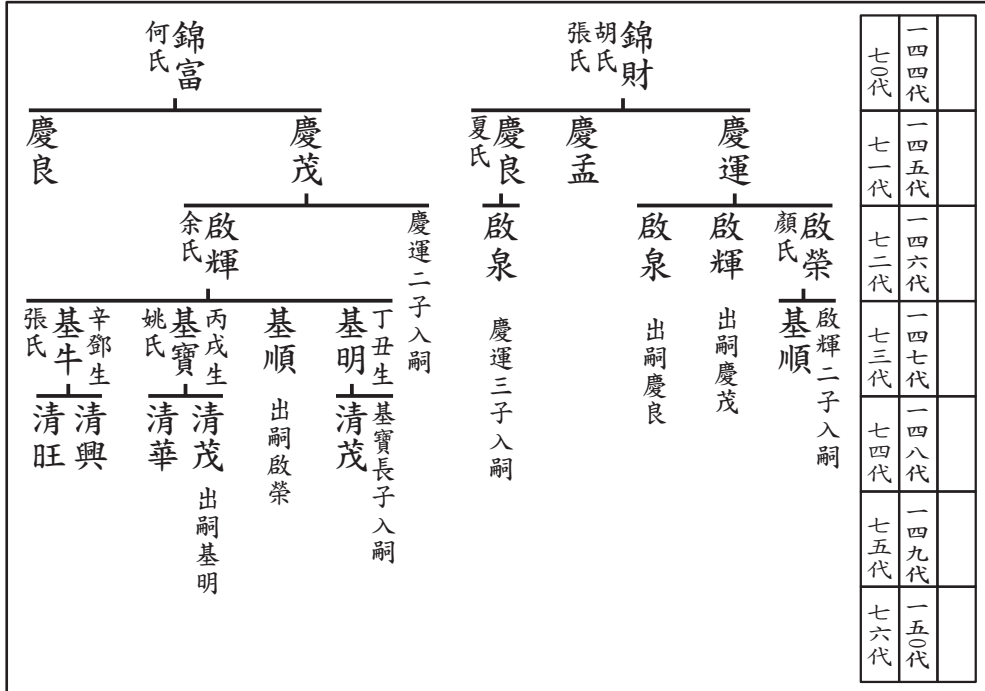 一四四代
一四五代
一四六代
一四七代
一四八代
一四九代
一五〇代
七〇代
七一代
七二代
七三代
七四代
七五代
七六代
錦財
胡氏
張氏
錦富
何氏
慶運
慶孟
慶良
夏氏
慶茂
慶良
啟榮
顏氏
啟輝
出嗣慶茂
啟泉
出嗣慶良
啟泉
慶運三子入嗣
慶運二子入嗣
啟輝
余氏
啟輝二子入嗣
基順
丁丑生
基明
基順
出嗣啟榮
丙戌生
基寶
姚氏
辛鄧生
基牛
張氏
基寶長子入嗣
清茂
清茂
出嗣基明
清華
清興
清旺